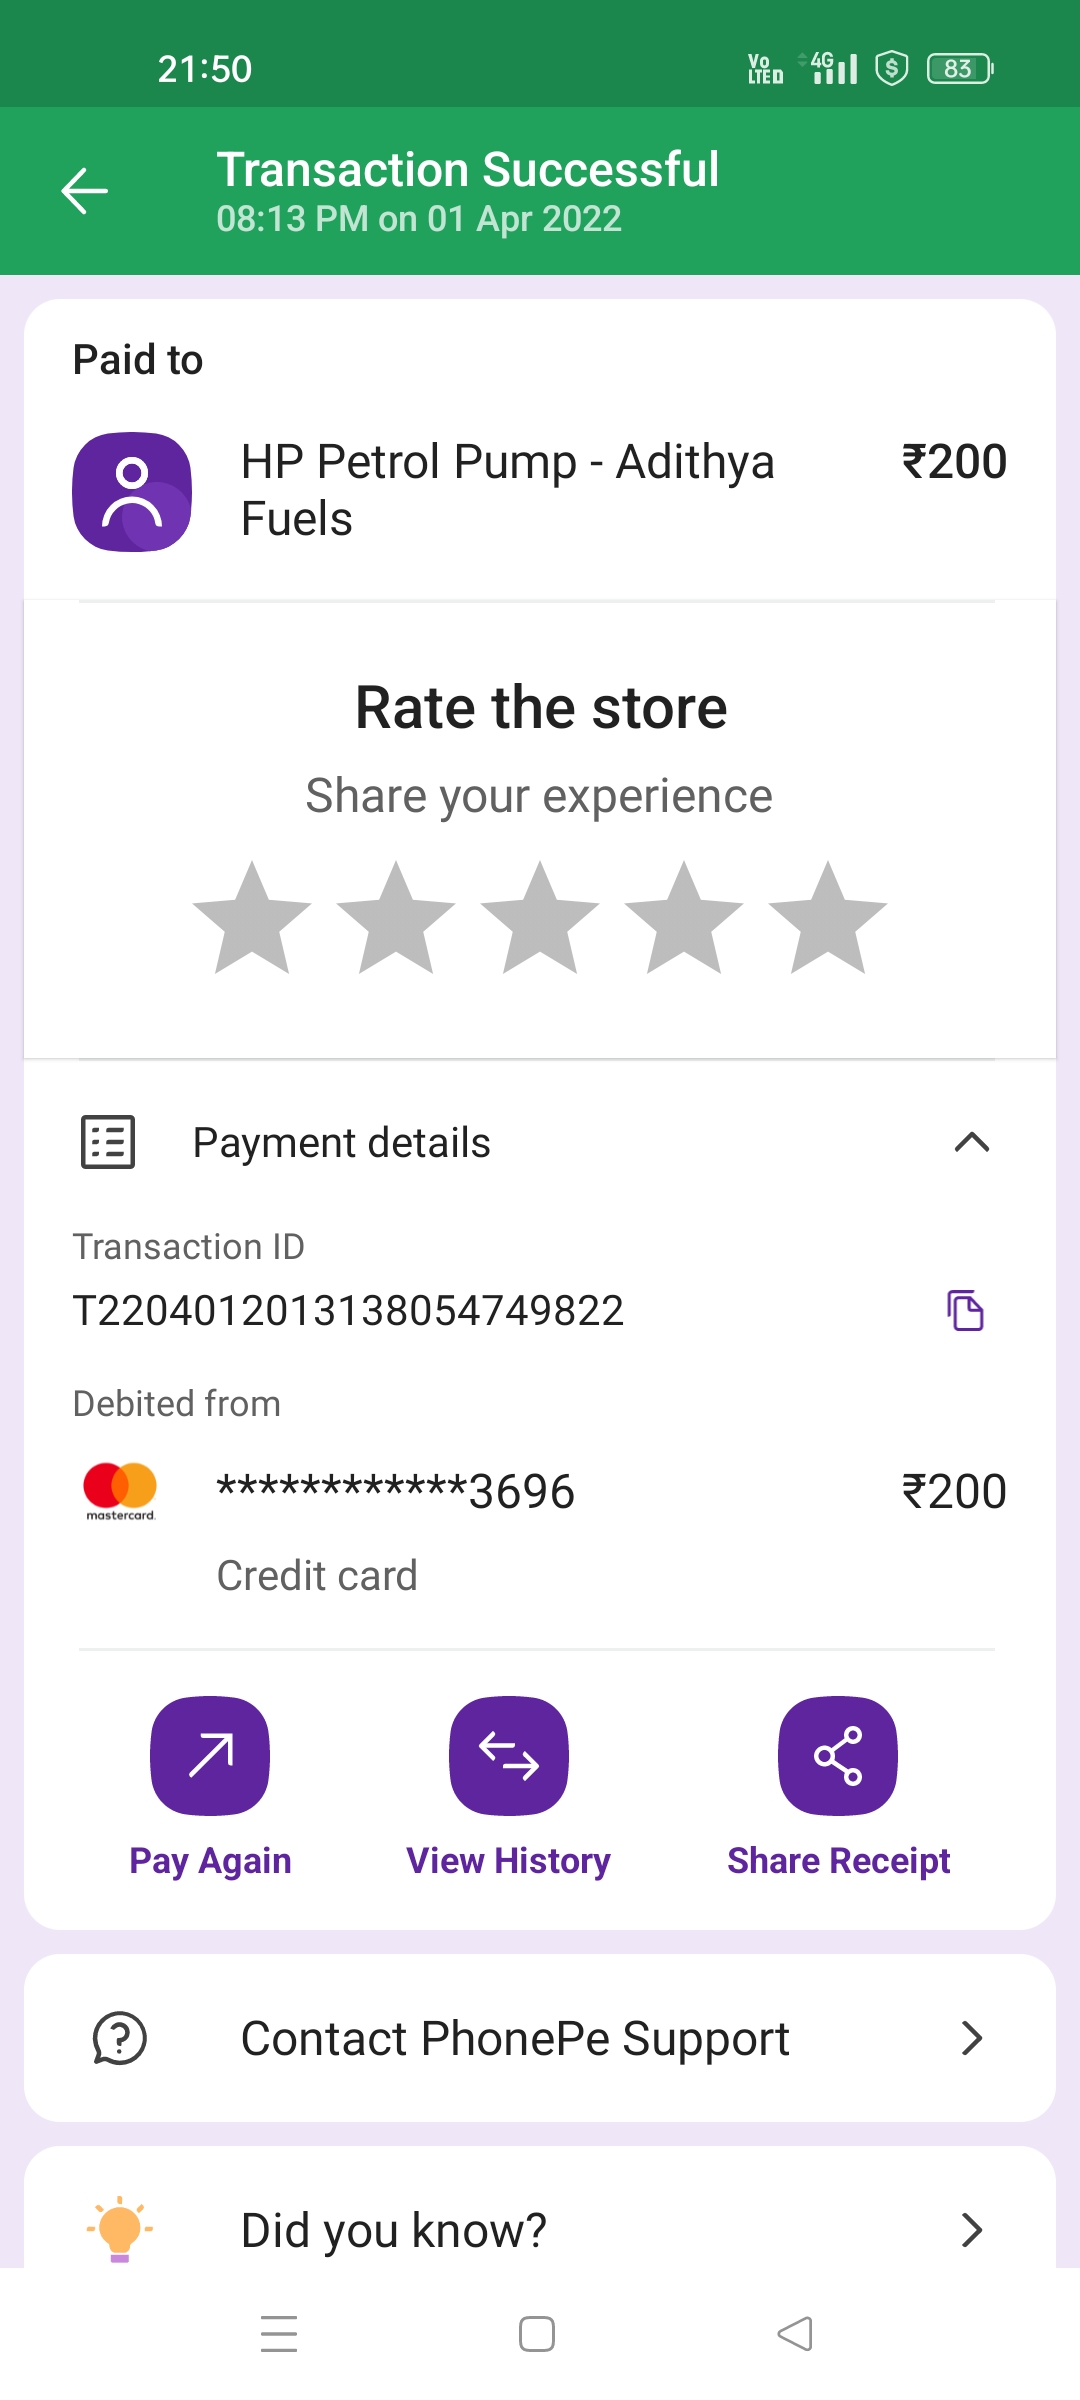 21:50
Vo LTE D 4G 83
Transaction Successful
08:13 PM on 01 Apr 2022
Paid to
HP Petrol Pump - Adithya Fuels
₹200
Rate the store
Share your experience
Payment details
Transaction ID
T2204012013138054749822
Debited from
************3696
₹200
mastercard.
Credit card
Pay Again
View History
Share Receipt
Contact PhonePe Support
Did you know?